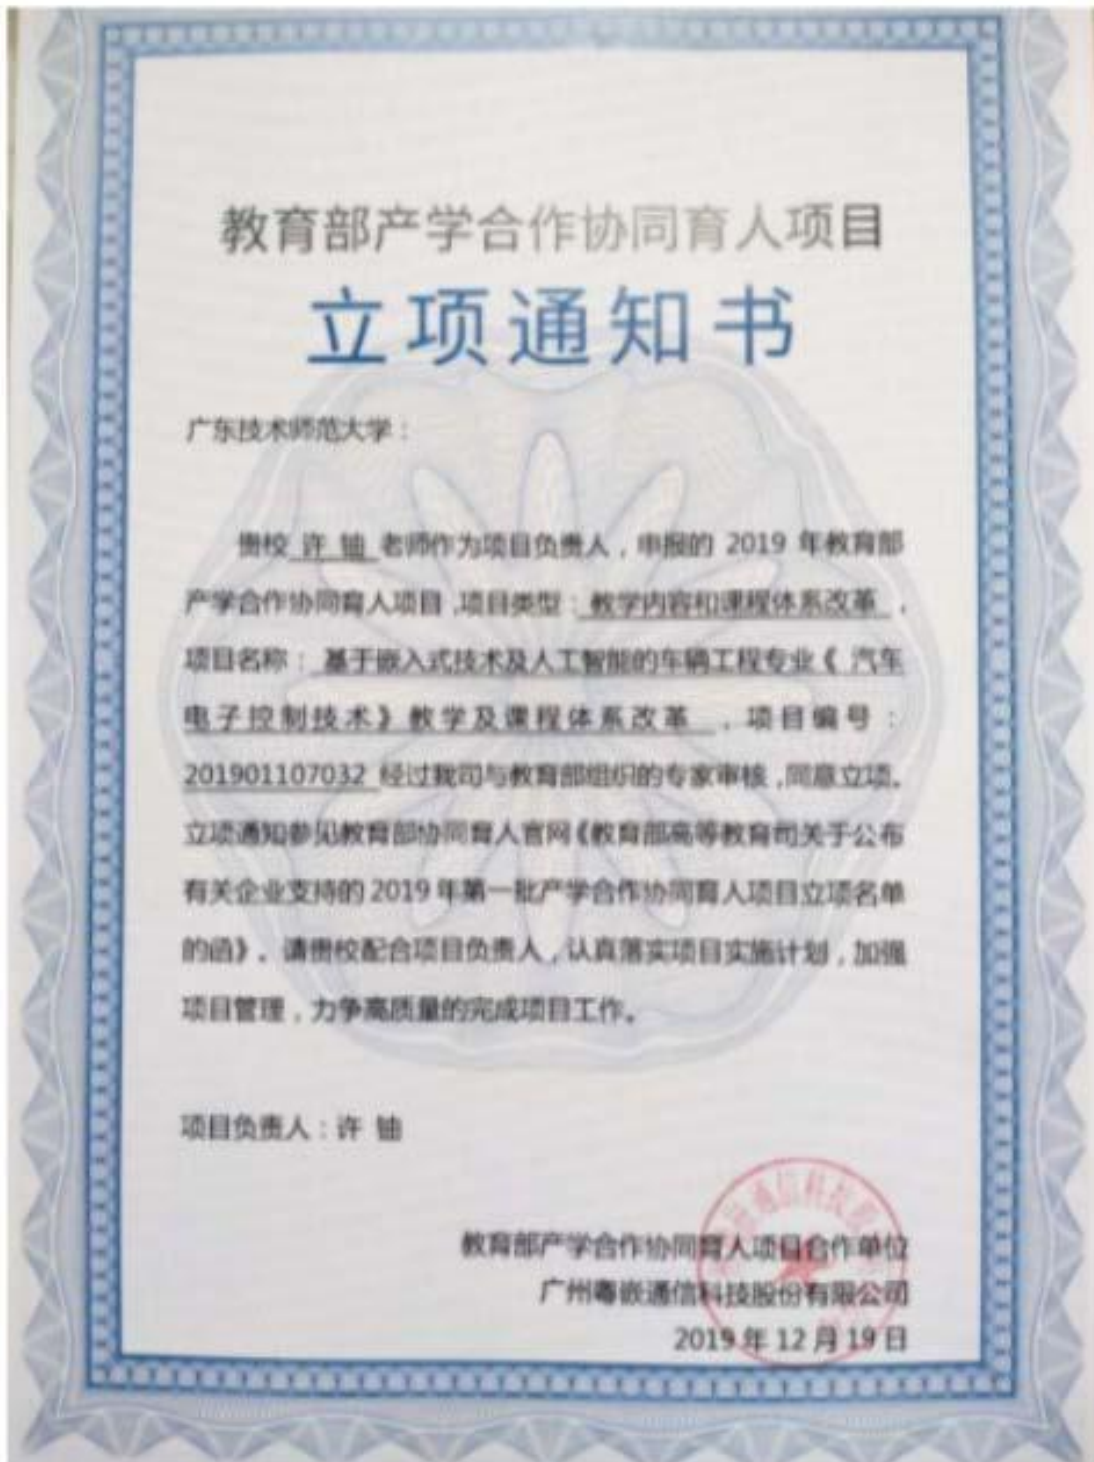 教育部产学合作协同育人项目
立项通知书
广东技术师范大学：
贵校 许 铀 老师作为项目负责人，申报的 2019 年教育部
产学合作协同育人项目，项目类型：教学内容和课程体系改革 ，
项目名称： 基于嵌入式技术及人工智能的车辆工程专业《 汽车
电子控制技术》教学及课程体系改革 ，项目编号：
201901107032 经过我司与教育部组织的专家审核，同意立项。
立项通知参见教育部协同育人官网《教育部高等教育司关于公布
有关企业支持的 2019 年第一批产学合作协同育人项目立项名单
的函》。请贵校配合项目负责人，认真落实项目实施计划，加强
项目管理，力争高质量的完成项目工作。
项目负责人：许 铀
教育部产学合作协同育人项目合作单位
广州粤嵌通信科技股份有限公司
2019 年 12 月 19 日